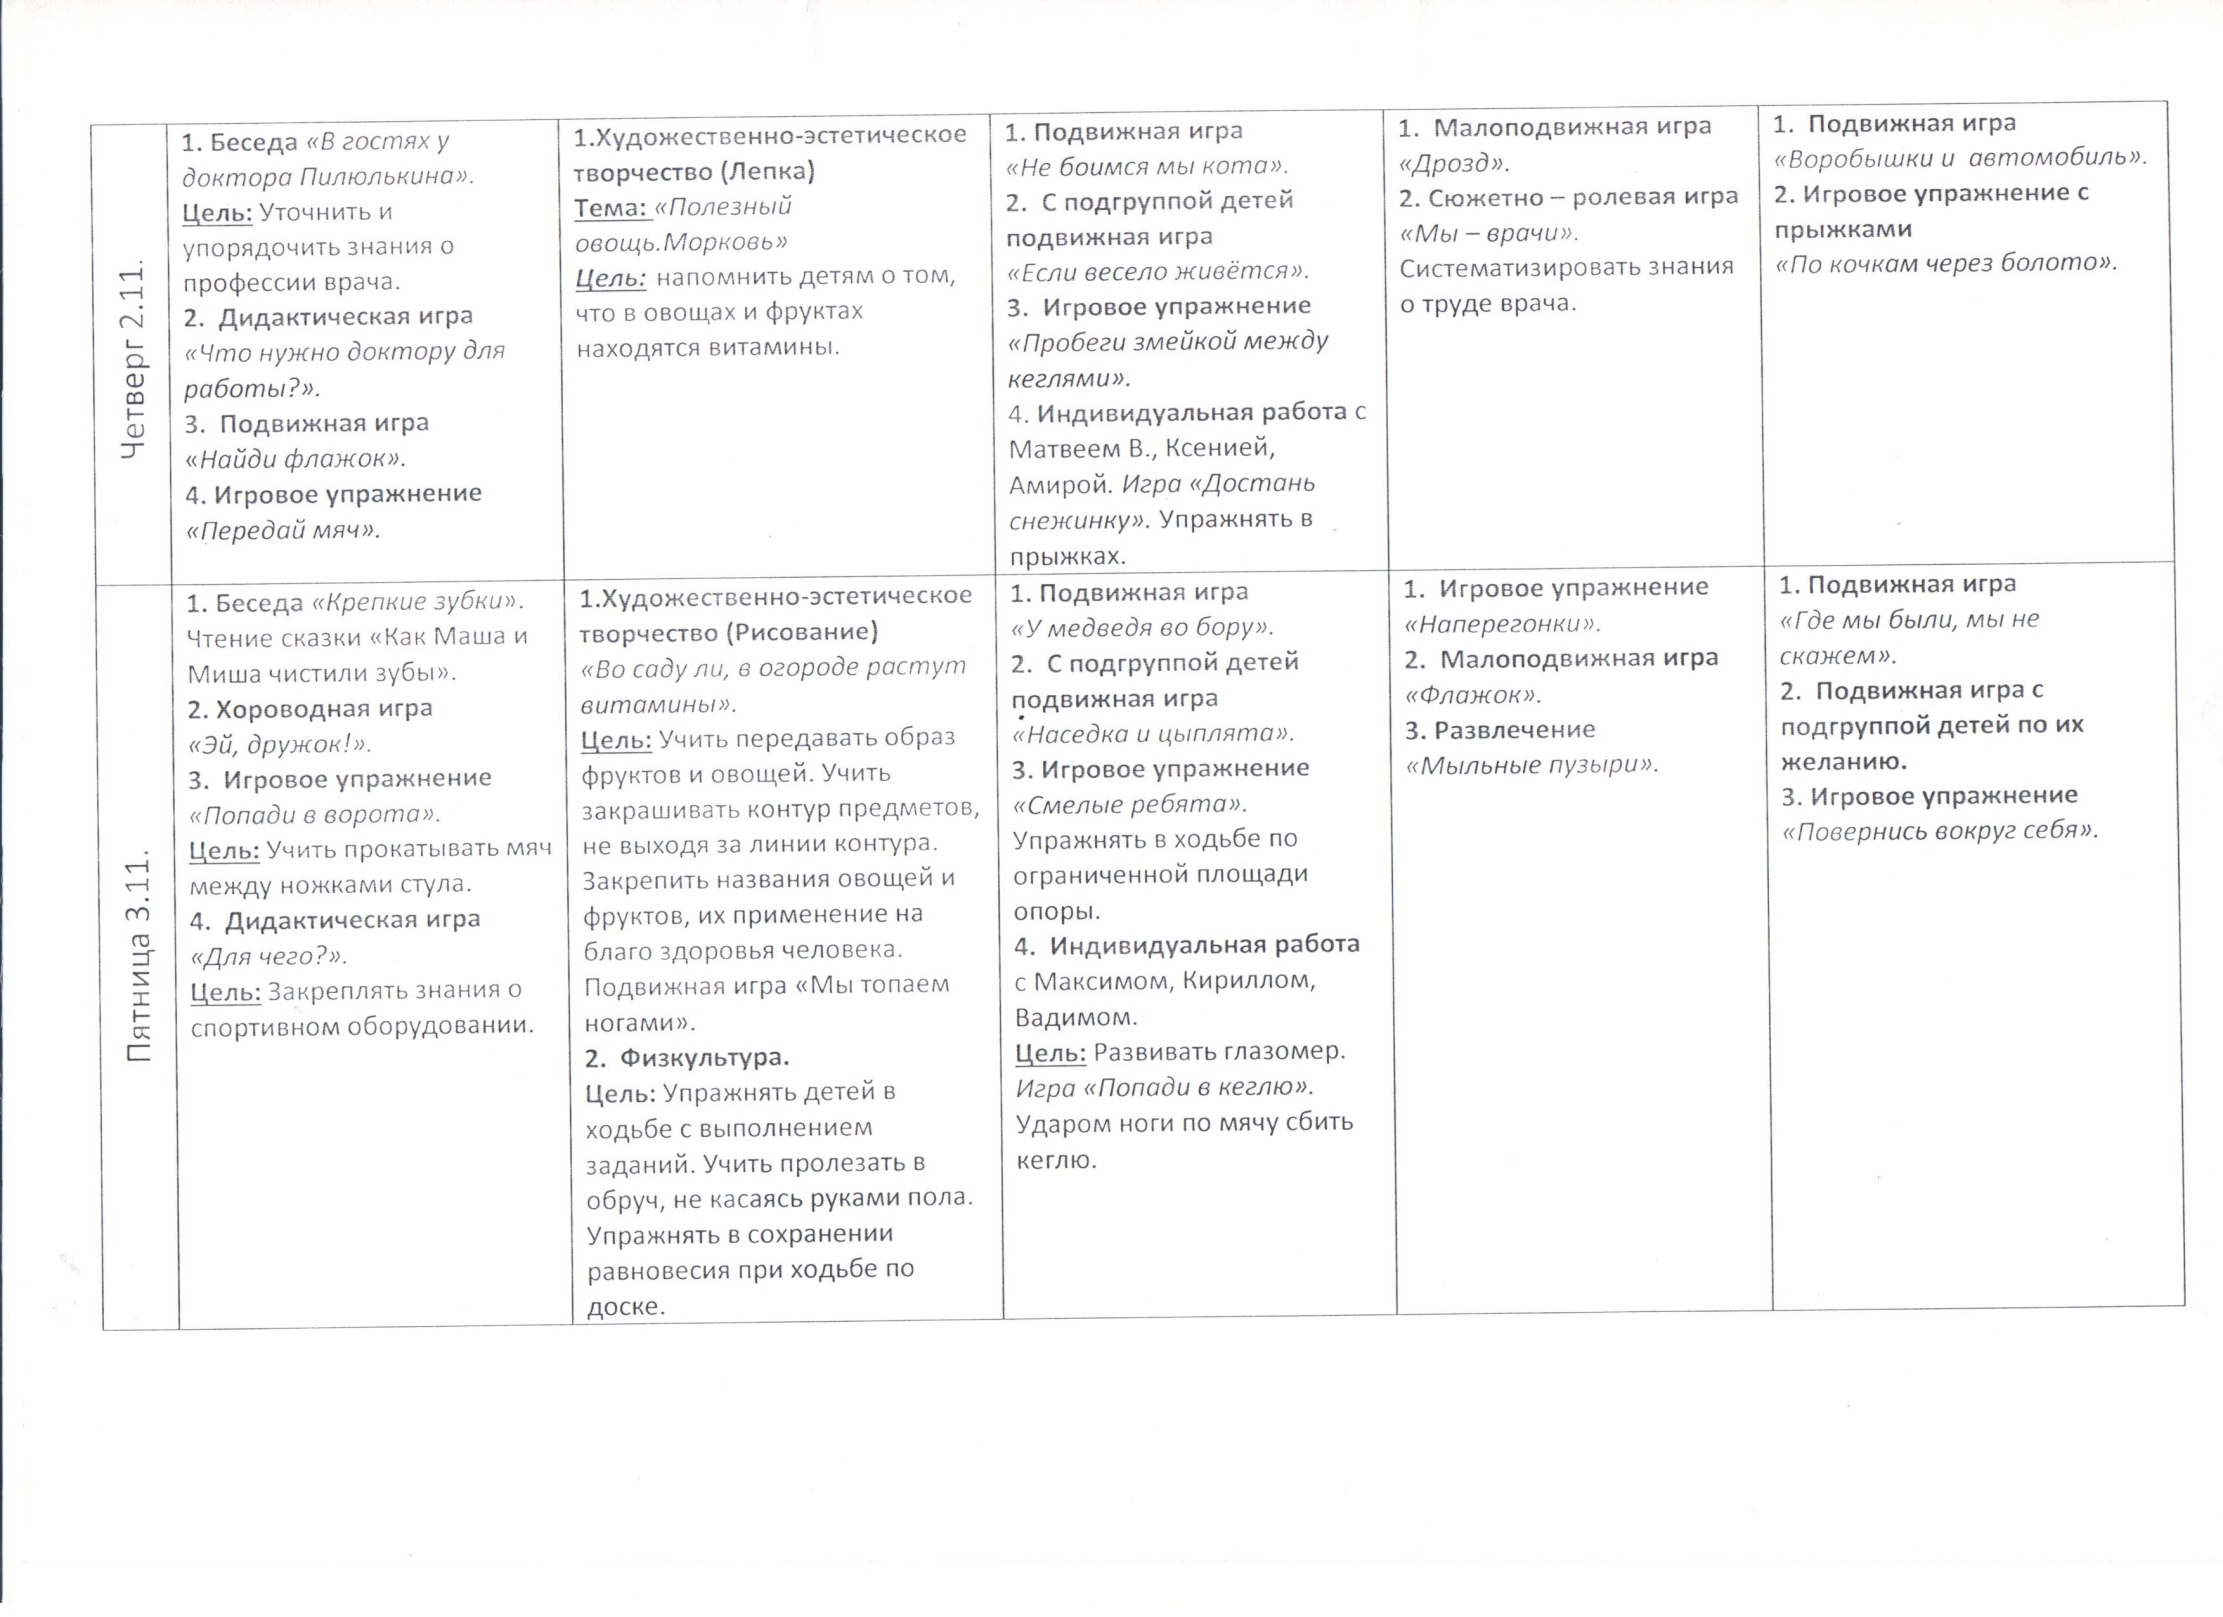 Четверг 2.11.
1. Беседа «В гостях у
доктора Пилюлькина».
Цель: Уточнить и
упорядочить знания о
профессии врача.
2. Дидактическая игра
«Что нужно доктору для
работы?».
3. Подвижная игра
«Найди флажок».
4. Игровое упражнение
«Передай мяч».
1.Художественно-эстетическое
творчество (Лепка)
Тема: «Полезный
овощь.Морковь»
Цель: напомнить детям о том,
что в овощах и фруктах
находятся витамины.
1. Подвижная игра
«Не боимся мы кота».
2. С подгруппой детей
подвижная игра
«Если весело живётся».
3. Игровое упражнение
«Пробеги змейкой между
кеглями».
4. Индивидуальная работа с
Матвеем В., Ксенией,
Амирой. Игра «Достань
снежинку». Упражнять в
прыжках.
1. Малоподвижная игра
«Дрозд».
2. Сюжетно – ролевая игра
«Мы – врачи».
Систематизировать знания
о труде врача.
1. Подвижная игра
«Воробышки и автомобиль».
2. Игровое упражнение с
прыжками
«По кочкам через болото».
Пятница 3.11.
1. Беседа «Крепкие зубки».
Чтение сказки «Как Маша и
Миша чистили зубы».
2. Хороводная игра
«Эй, дружок!».
3. Игровое упражнение
«Попади в ворота».
Цель: Учить прокатывать мяч
между ножками стула.
4. Дидактическая игра
«Для чего?».
Цель: Закреплять знания о
спортивном оборудовании.
1.Художественно-эстетическое
творчество (Рисование)
«Во саду ли, в огороде растут
витамины».
Цель: Учить передавать образ
фруктов и овощей. Учить
закрашивать контур предметов,
не выходя за линии контура.
Закрепить названия овощей и
фруктов, их применение на
благо здоровья человека.
Подвижная игра «Мы топаем
ногами».
2. Физкультура.
Цель: Упражнять детей в
ходьбе с выполнением
заданий. Учить пролезать в
обруч, не касаясь руками пола.
Упражнять в сохранении
равновесия при ходьбе по
доске.
1. Подвижная игра
«У медведя во бору».
2. С подгруппой детей
подвижная игра
«Наседка и цыплята».
3. Игровое упражнение
«Смелые ребята».
Упражнять в ходьбе по
ограниченной площади
опоры.
4. Индивидуальная работа
с Максимом, Кириллом,
Вадимом.
Цель: Развивать глазомер.
Игра «Попади в кеглю».
Ударом ноги по мячу сбить
кеглю.
1. Игровое упражнение
«Наперегонки».
2. Малоподвижная игра
«Флажок».
3. Развлечение
«Мыльные пузыри».
1. Подвижная игра
«Где мы были, мы не
скажем».
2. Подвижная игра с
подгруппой детей по их
желанию.
3. Игровое упражнение
«Повернись вокруг себя».